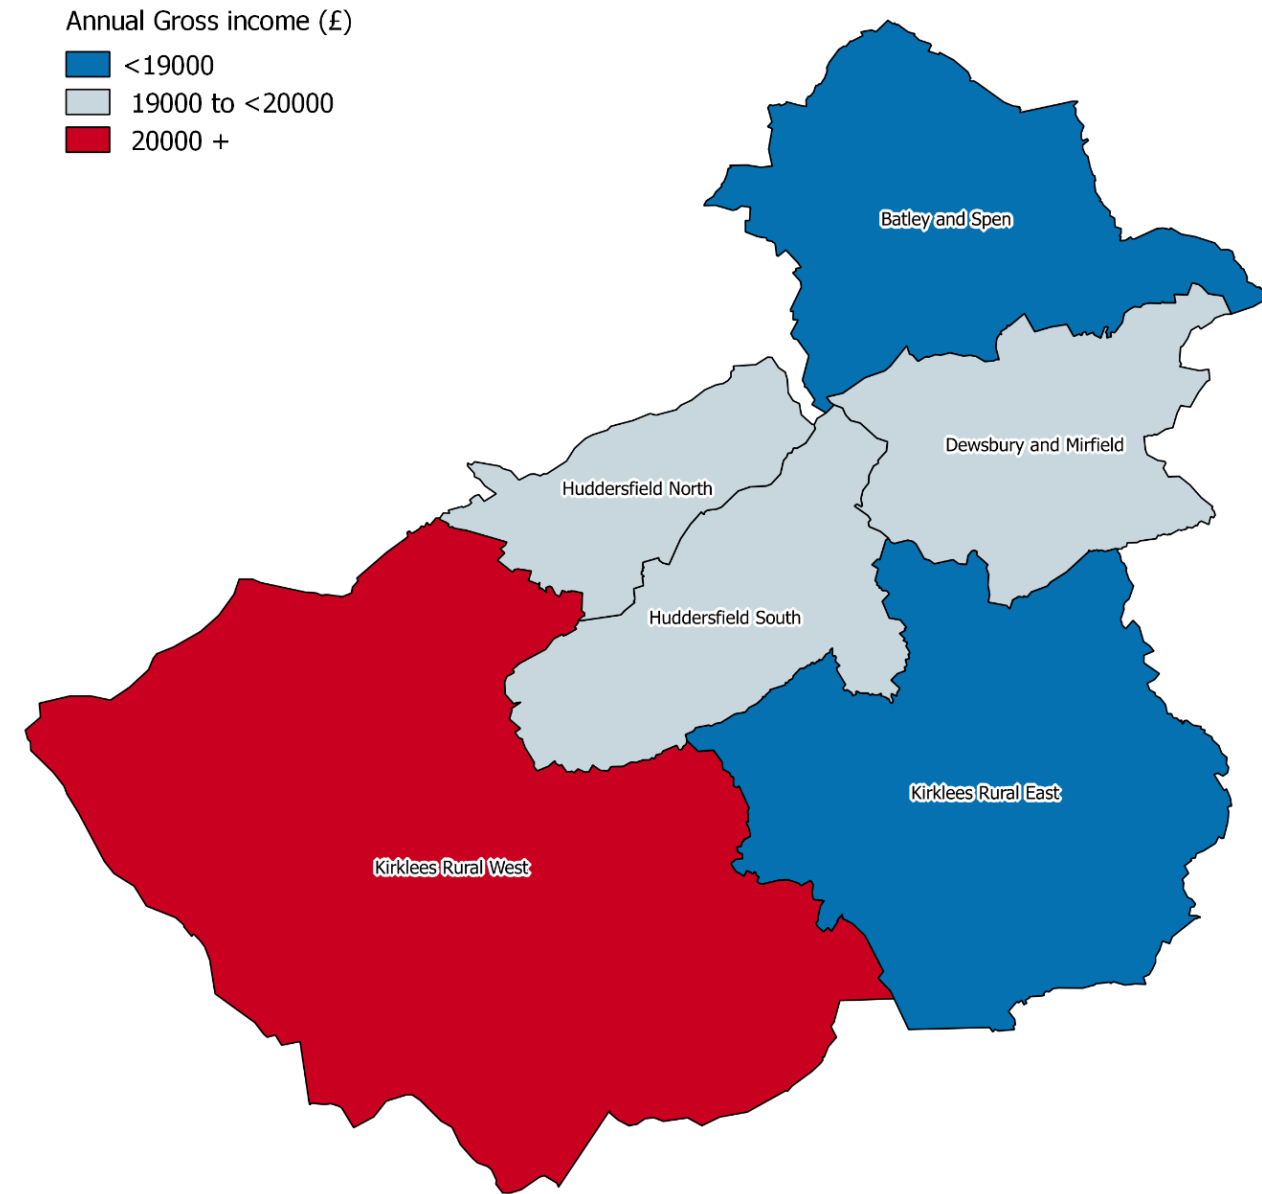 Annual Gross income (£)
<19000
19000 to <20000
20000 +
Batley and Spen
Dewsbury and Mirfield
Huddersfield North
Huddersfield South
Kirklees Rural East
Kirklees Rural West